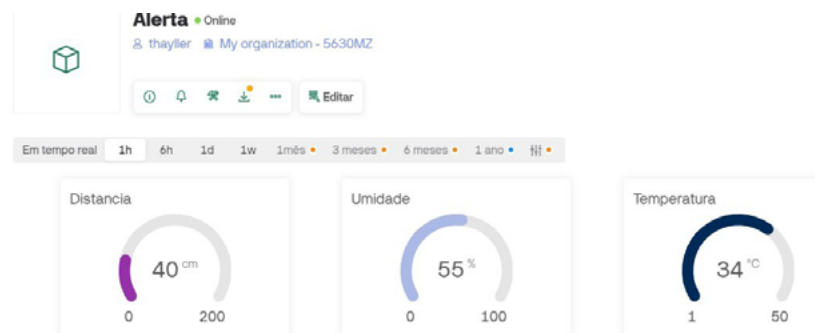 Alerta • Online
thayller My organization - 5630MZ
Editar
Em tempo real 1h 6h 1d 1w 1mês • 3 meses • 6 meses • 1 ano •
Distancia Umidade Temperatura
40 cm 55 % 34 °C
0 200 0 100 1 50